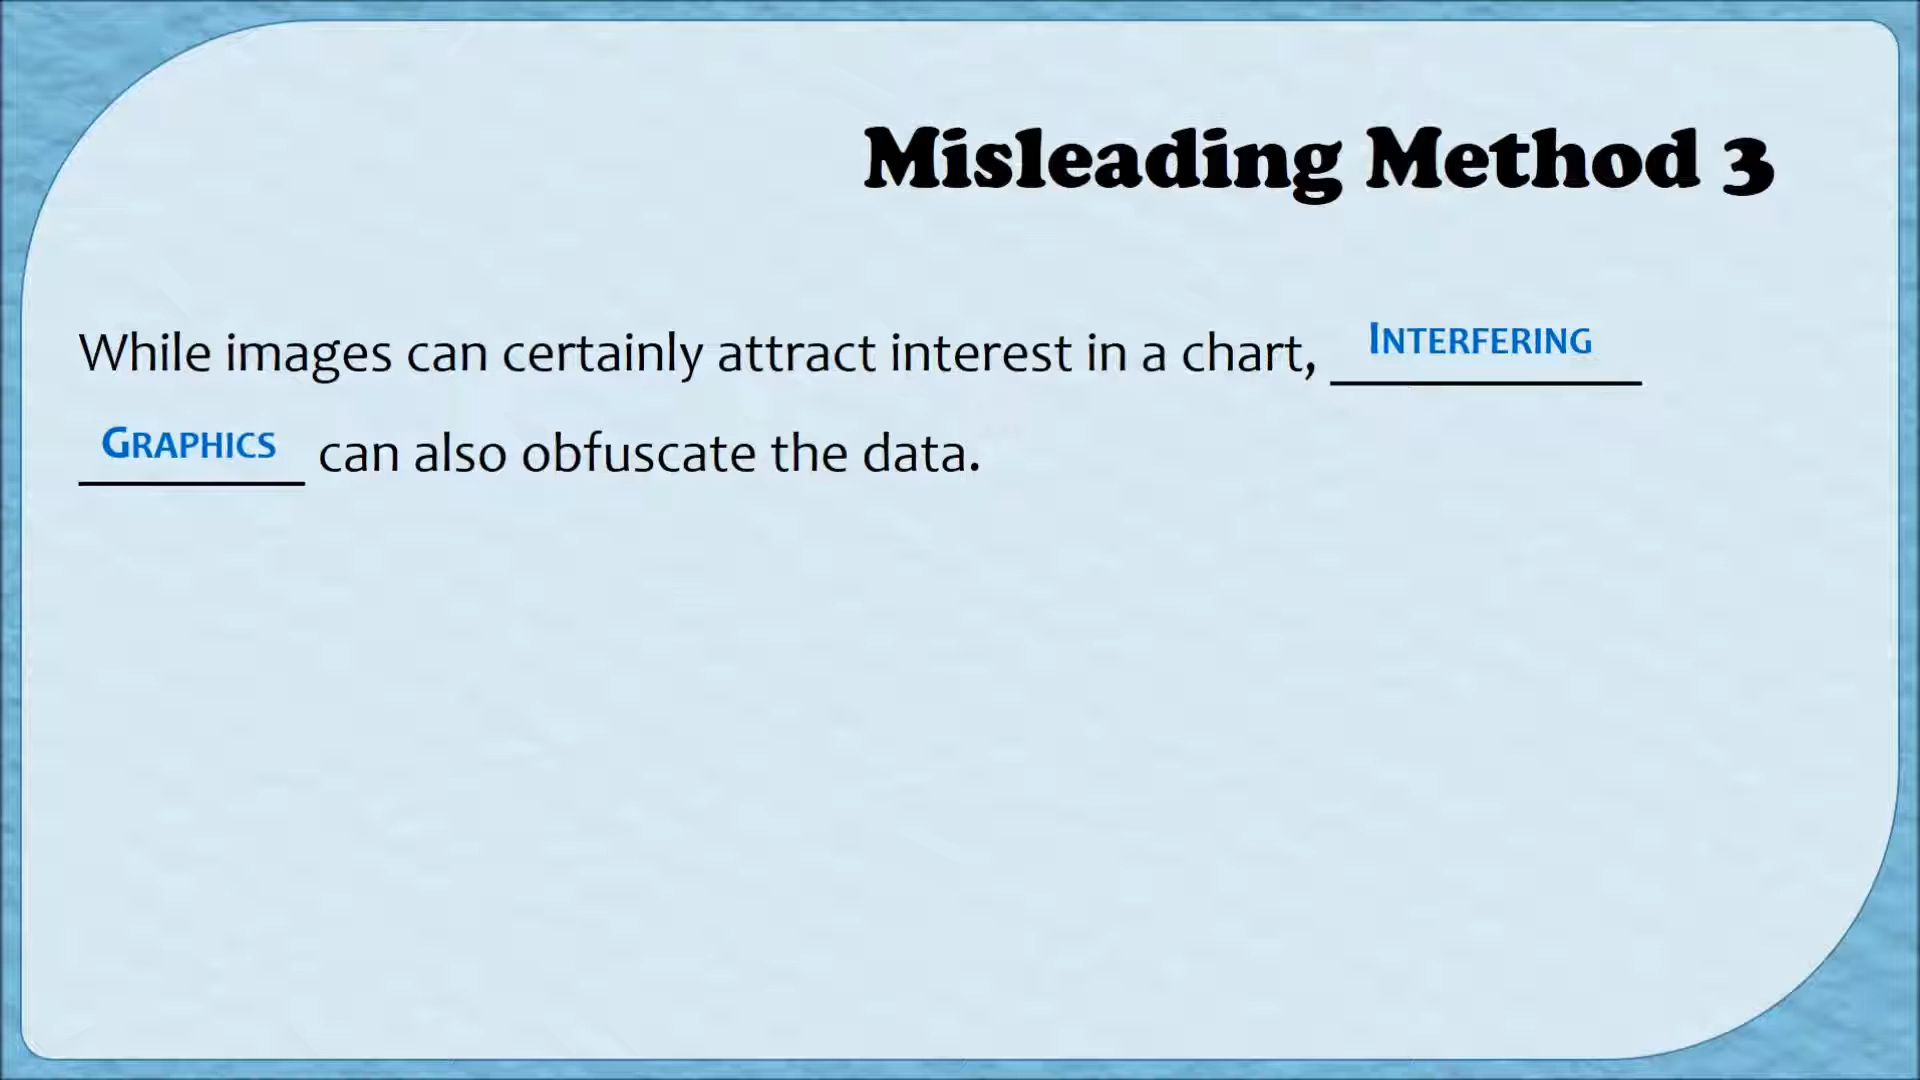 Misleading Method 3
While images can certainly attract interest in a chart, INTERFERING
GRAPHICS can also obfuscate the data.